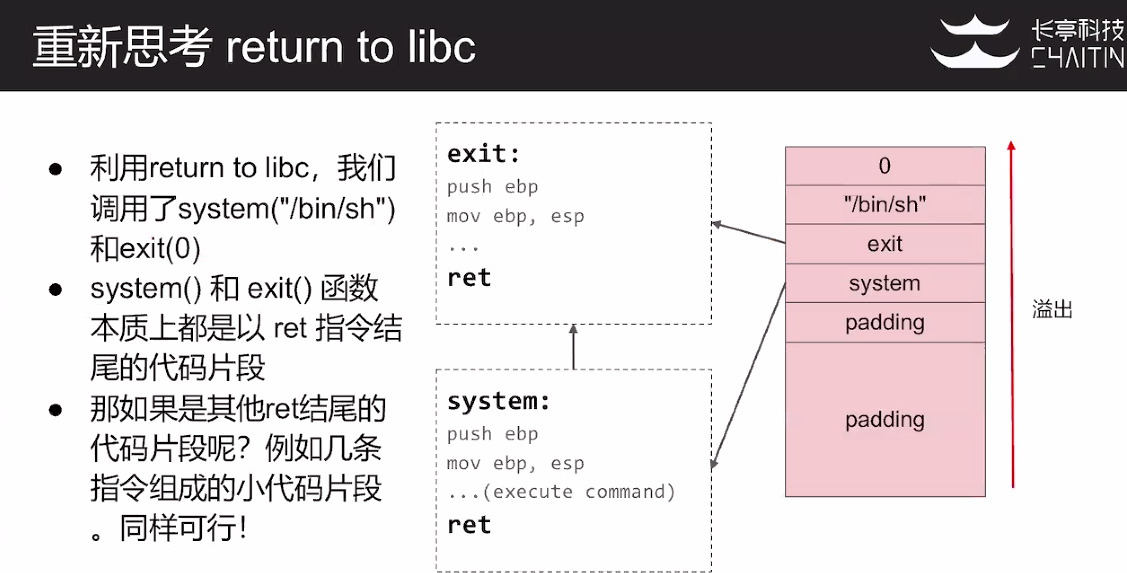 重新思考 return to libc
长亭科技
CHAITIN
● 利用return to libc，我们
调用了system("/bin/sh")
和exit(0)
● system() 和 exit() 函数
本质上都是以 ret 指令结
尾的代码片段
● 那如果是其他ret结尾的
代码片段呢？例如几条
指令组成的小代码片段
。同样可行！
exit:
push ebp
mov ebp, esp
...
ret
system:
push ebp
mov ebp, esp
...(execute command)
ret
0
"/bin/sh"
exit
system
padding
padding
溢出